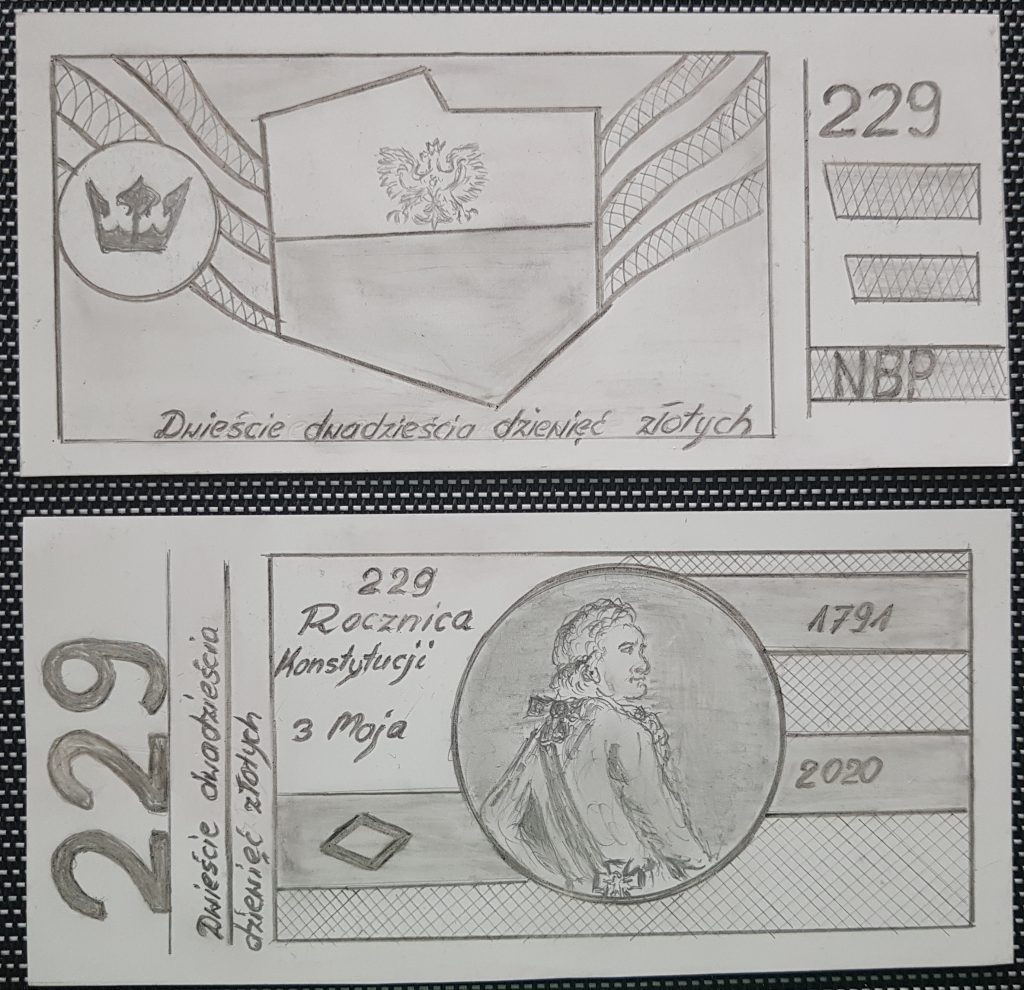 229
NBP
Dwieście dwadzieścia dziewięć złotych
229
Dwieście dwadzieścia
dziewięć złotych
229
Rocznica
Konstytucji
3 Maja
1791
2020